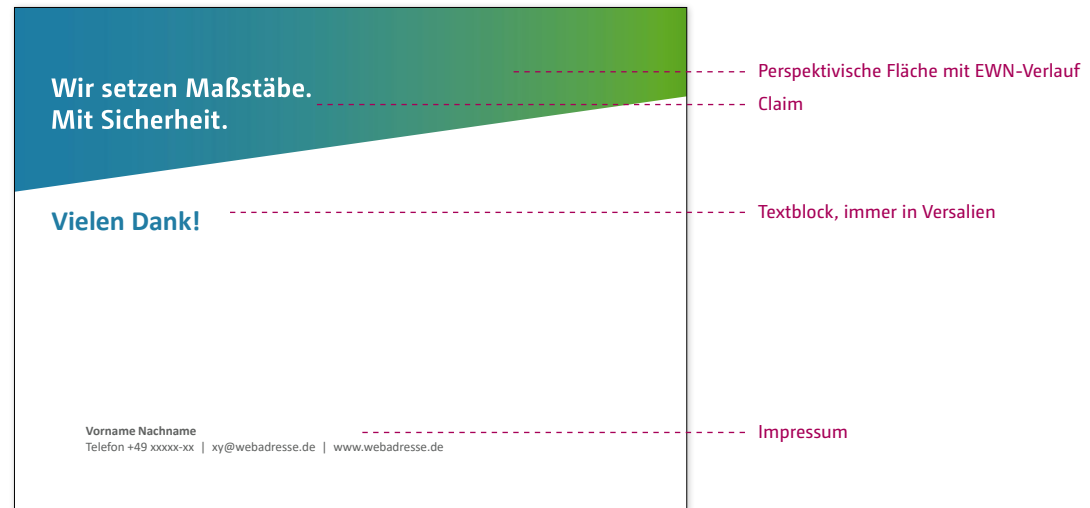 Wir setzen Maßstäbe.
Mit Sicherheit.
Perspektivische Fläche mit EWN-Verlauf
Claim
Vielen Dank!
Textblock, immer in Versalien
Vorname Nachname
Telefon +49 xxxxx-xx | xy@webadresse.de | www.webadresse.de
Impressum